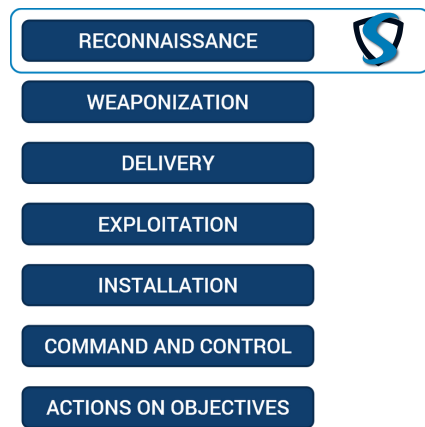 RECONNAISSANCE
WEAPONIZATION
DELIVERY
EXPLOITATION
INSTALLATION
COMMAND AND CONTROL
ACTIONS ON OBJECTIVES